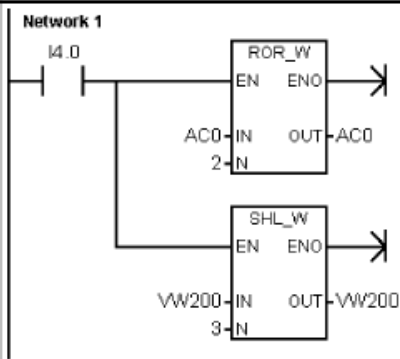 Network 1
I4.0
ROR_W
EN ENO
AC0 IN OUT AC0
2 N
SHL_W
EN ENO
VW200 IN OUT VW200
3 N